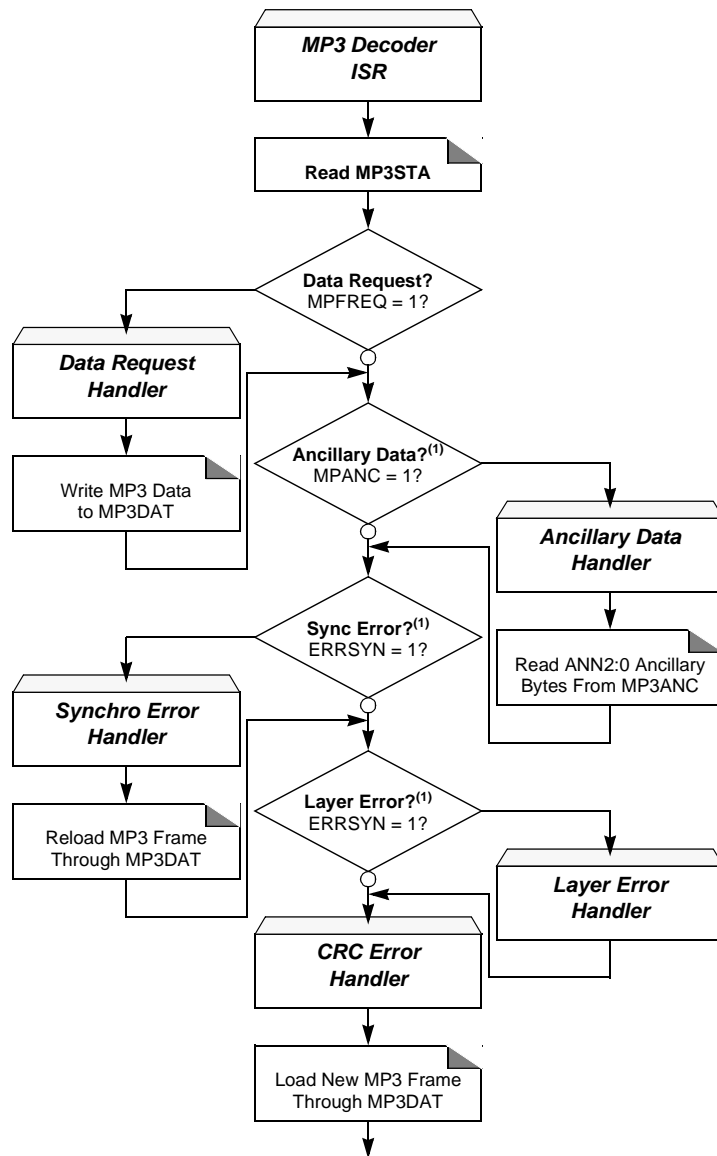 MP3 Decoder
ISR
Read MP3STA
Data Request?
MPFREQ = 1?
Data Request
Handler
Write MP3 Data
to MP3DAT
Ancillary Data?(1)
MPANC = 1?
Ancillary Data
Handler
Read ANN2:0 Ancillary
Bytes From MP3ANC
Sync Error?(1)
ERRSYN = 1?
Synchro Error
Handler
Reload MP3 Frame
Through MP3DAT
Layer Error?(1)
ERRSYN = 1?
Layer Error
Handler
CRC Error
Handler
Load New MP3 Frame
Through MP3DAT